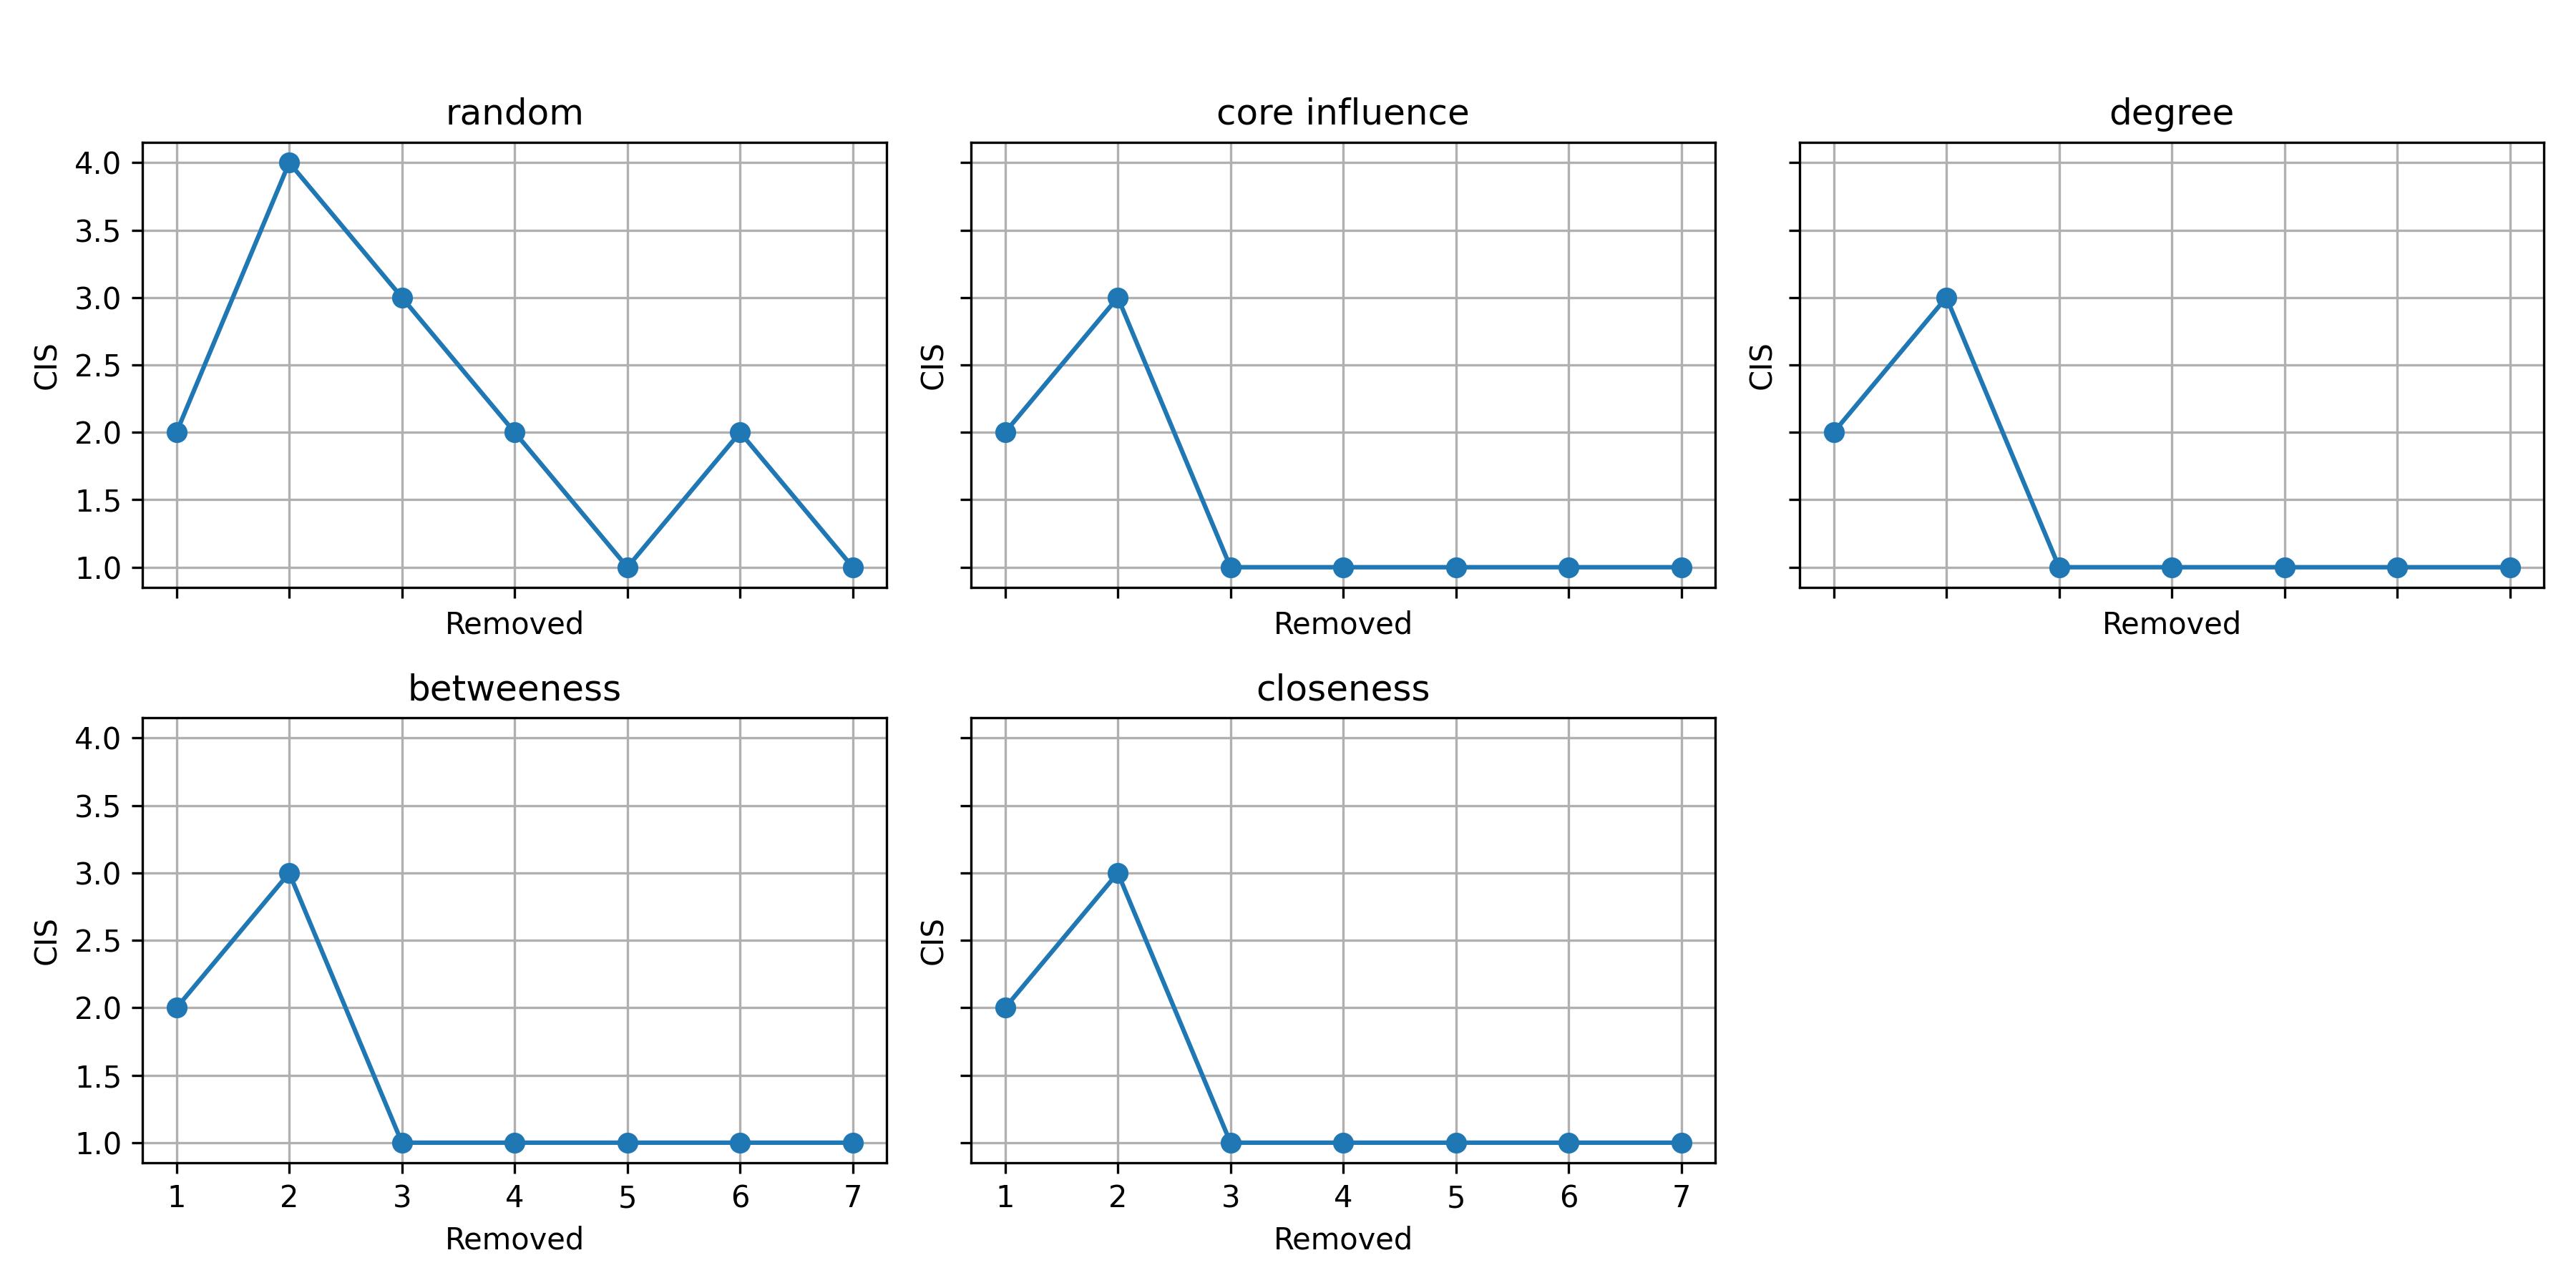 random
core influence
degree
4.0
3.5
3.0
2.5
2.0
1.5
1.0
CIS
CIS
CIS
Removed
Removed
Removed
betweeness
closeness
4.0
3.5
3.0
2.5
2.0
1.5
1.0
CIS
CIS
1 2 3 4 5 6 7
1 2 3 4 5 6 7
Removed
Removed